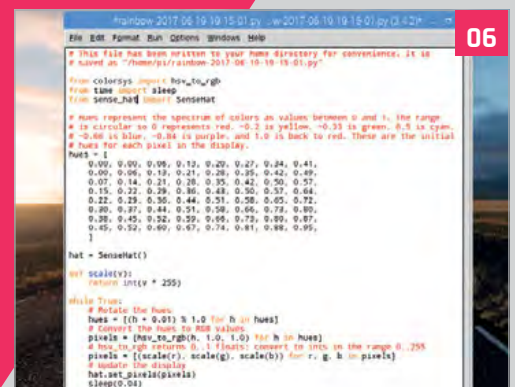 *rainbow-2017-06-19-19-15-01.py ...w-2017-06-19-19-15-01.py (3.4.2)*
06
File Edit Format Run Options Windows Help
# This file has been written to your home directory for convenience. It is
# saved as "/home/pi/rainbow-2017-06-19-19-15-01.py"
from colorsys import hsv_to_rgb
from time import sleep
from sense_hat import SenseHat
# Hues represent the spectrum of colors as values between 0 and 1. The range
# is circular so 0 represents red, ~0.2 is yellow, ~0.33 is green, 0.5 is cyan,
# ~0.66 is blue, ~0.84 is purple, and 1.0 is back to red. These are the initial
# hues for each pixel in the display.
hues = [
0.00, 0.00, 0.06, 0.13, 0.20, 0.27, 0.34, 0.41,
0.00, 0.06, 0.13, 0.21, 0.28, 0.35, 0.42, 0.49,
0.07, 0.14, 0.21, 0.28, 0.35, 0.42, 0.50, 0.57,
0.15, 0.22, 0.29, 0.36, 0.43, 0.50, 0.57, 0.64,
0.22, 0.29, 0.36, 0.44, 0.51, 0.58, 0.65, 0.72,
0.30, 0.37, 0.44, 0.51, 0.58, 0.66, 0.73, 0.80,
0.38, 0.45, 0.52, 0.59, 0.66, 0.73, 0.80, 0.87,
0.45, 0.52, 0.60, 0.67, 0.74, 0.81, 0.88, 0.95,
]
hat = SenseHat()
def scale(v):
return int(v * 255)
while True:
# Rotate the hues
hues = [(h + 0.01) % 1.0 for h in hues]
# Convert the hues to RGB values
pixels = [hsv_to_rgb(h, 1.0, 1.0) for h in hues]
# hsv_to_rgb returns 0..1 floats; convert to ints in the range 0..255
pixels = [(scale(r), scale(g), scale(b)) for r, g, b in pixels]
# Update the display
hat.set_pixels(pixels)
sleep(0.04)